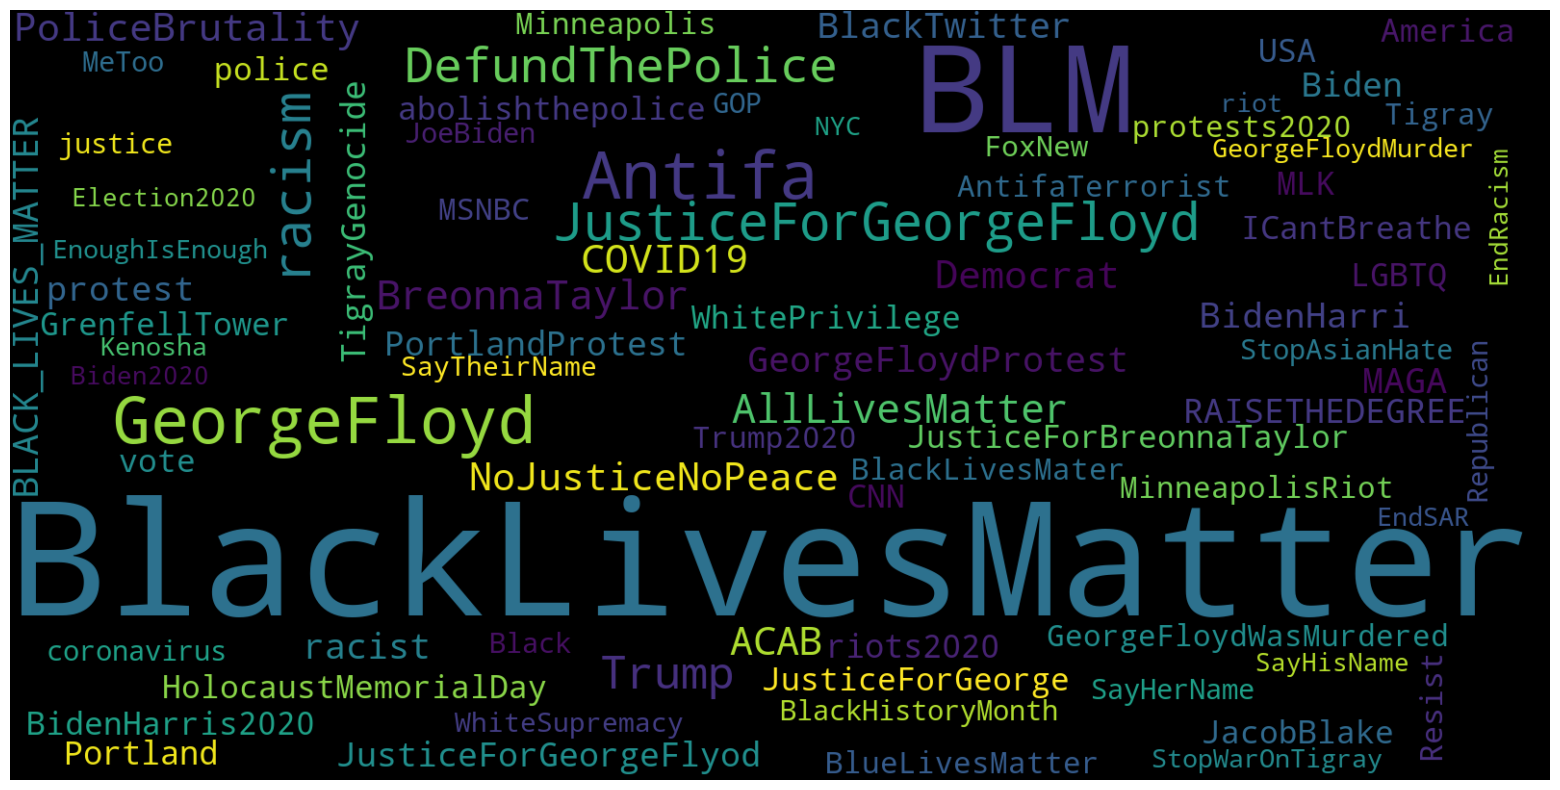 PoliceBrutality
Minneapolis
BlackTwitter
BLM
America
MeToo
police
DefundThePolice
USA
Biden
racism
TigrayGenocide
abolishthepolice
GOP
riot
Tigray
JoeBiden
NYC
protests2020
BLACK_LIVES_MATTER
justice
Antifa
FoxNew
GeorgeFloydMurder
EndRacism
Election2020
MSNBC
AntifaTerrorist
MLK
JusticeForGeorgeFloyd
ICantBreathe
EnoughIsEnough
COVID19
Democrat
LGBTQ
protest
BreonnaTaylor
WhitePrivilege
BidenHarri
GrenfellTower
PortlandProtest
StopAsianHate
Kenosha
SayTheirName
GeorgeFloydProtest
Republican
Biden2020
MAGA
GeorgeFloyd
AllLivesMatter
RAISETHEDEGREE
Trump2020
JusticeForBreonnaTaylor
vote
NoJusticeNoPeace
BlackLivesMater
CNN
MinneapolisRiot
EndSAR
BlackLivesMatter
coronavirus
racist
Black
ACAB
riots2020
GeorgeFloydWasMurdered
SayHisName
Resist
HolocaustMemorialDay
Trump
JusticeForGeorge
SayHerName
BidenHarris2020
WhiteSupremacy
BlackHistoryMonth
JacobBlake
Portland
JusticeForGeorgeFlyod
BlueLivesMatter
StopWarOnTigray